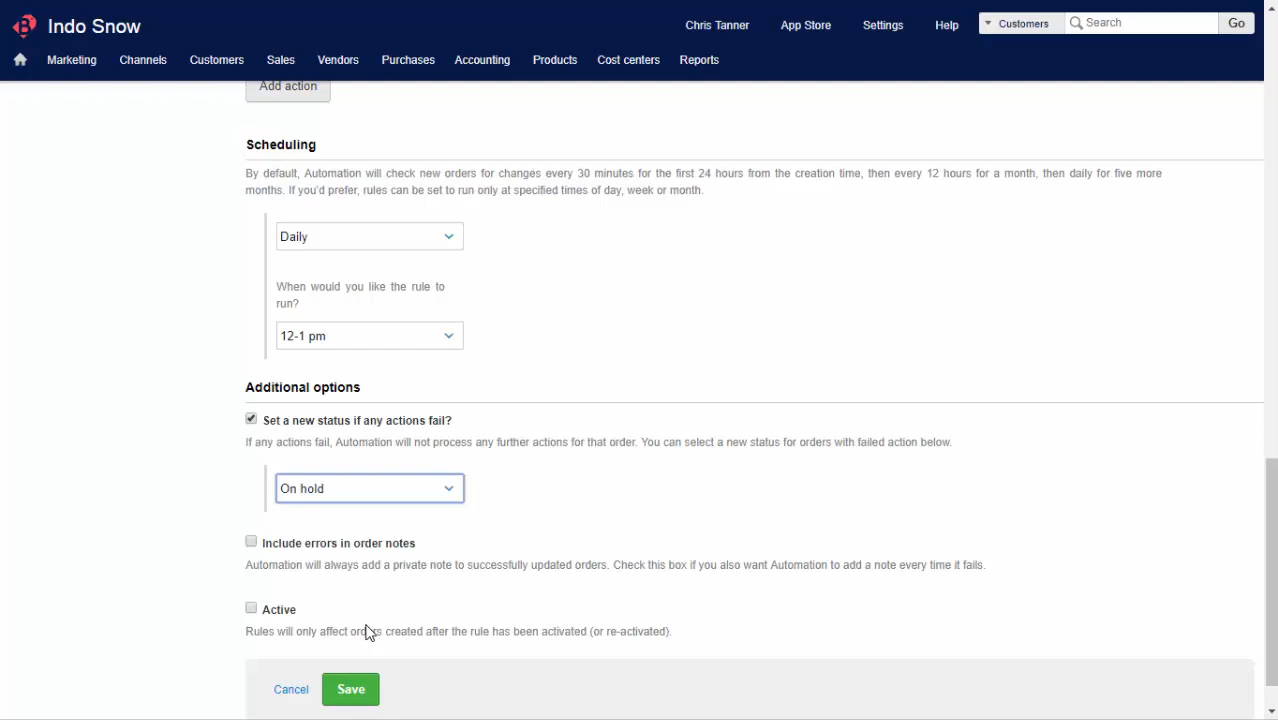 Indo Snow
Chris Tanner App Store Settings Help Customers Search Go
Marketing Channels Customers Sales Vendors Purchases Accounting Products Cost centers Reports
Add action
Scheduling
By default, Automation will check new orders for changes every 30 minutes for the first 24 hours from the creation time, then every 12 hours for a month, then daily for five more
months. If you'd prefer, rules can be set to run only at specified times of day, week or month.
Daily
When would you like the rule to
run?
12-1 pm
Additional options
Set a new status if any actions fail?
If any actions fail, Automation will not process any further actions for that order. You can select a new status for orders with failed action below.
On hold
Include errors in order notes
Automation will always add a private note to successfully updated orders. Check this box if you also want Automation to add a note every time it fails.
Active
Rules will only affect orders created after the rule has been activated (or re-activated).
Cancel Save